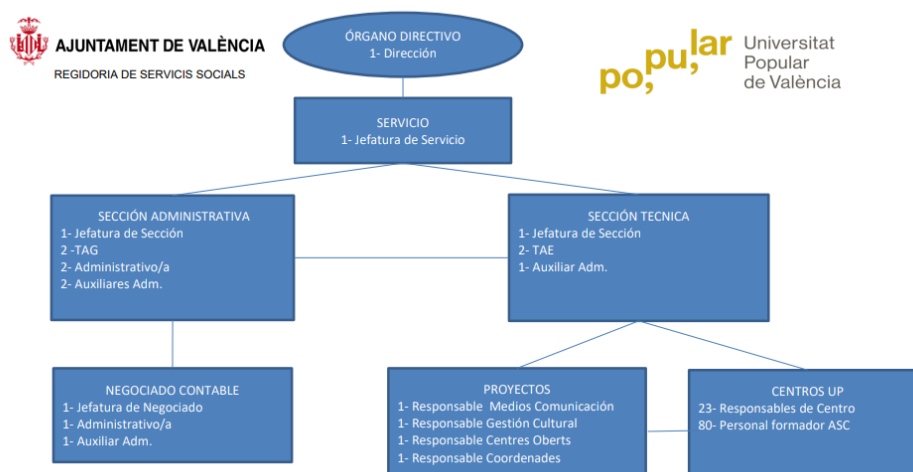 AJUNTAMENT DE VALÈNCIA
REGIDORIA DE SERVICIS SOCIALS
ÓRGANO DIRECTIVO
1- Dirección
po,pu,lar
Universitat
Popular
de València
SERVICIO
1- Jefatura de Servicio
SECCIÓN ADMINISTRATIVA
1- Jefatura de Sección
2 -TAG
2- Administrativo/a
2- Auxiliares Adm.
SECCIÓN TECNICA
1- Jefatura de Sección
2- TAE
1- Auxiliar Adm.
NEGOCIADO CONTABLE
1- Jefatura de Negociado
1- Administrativo/a
1- Auxiliar Adm.
PROYECTOS
1- Responsable Medios Comunicación
1- Responsable Gestión Cultural
1- Responsable Centres Oberts
1- Responsable Coordenades
CENTROS UP
23- Responsables de Centro
80- Personal formador ASC